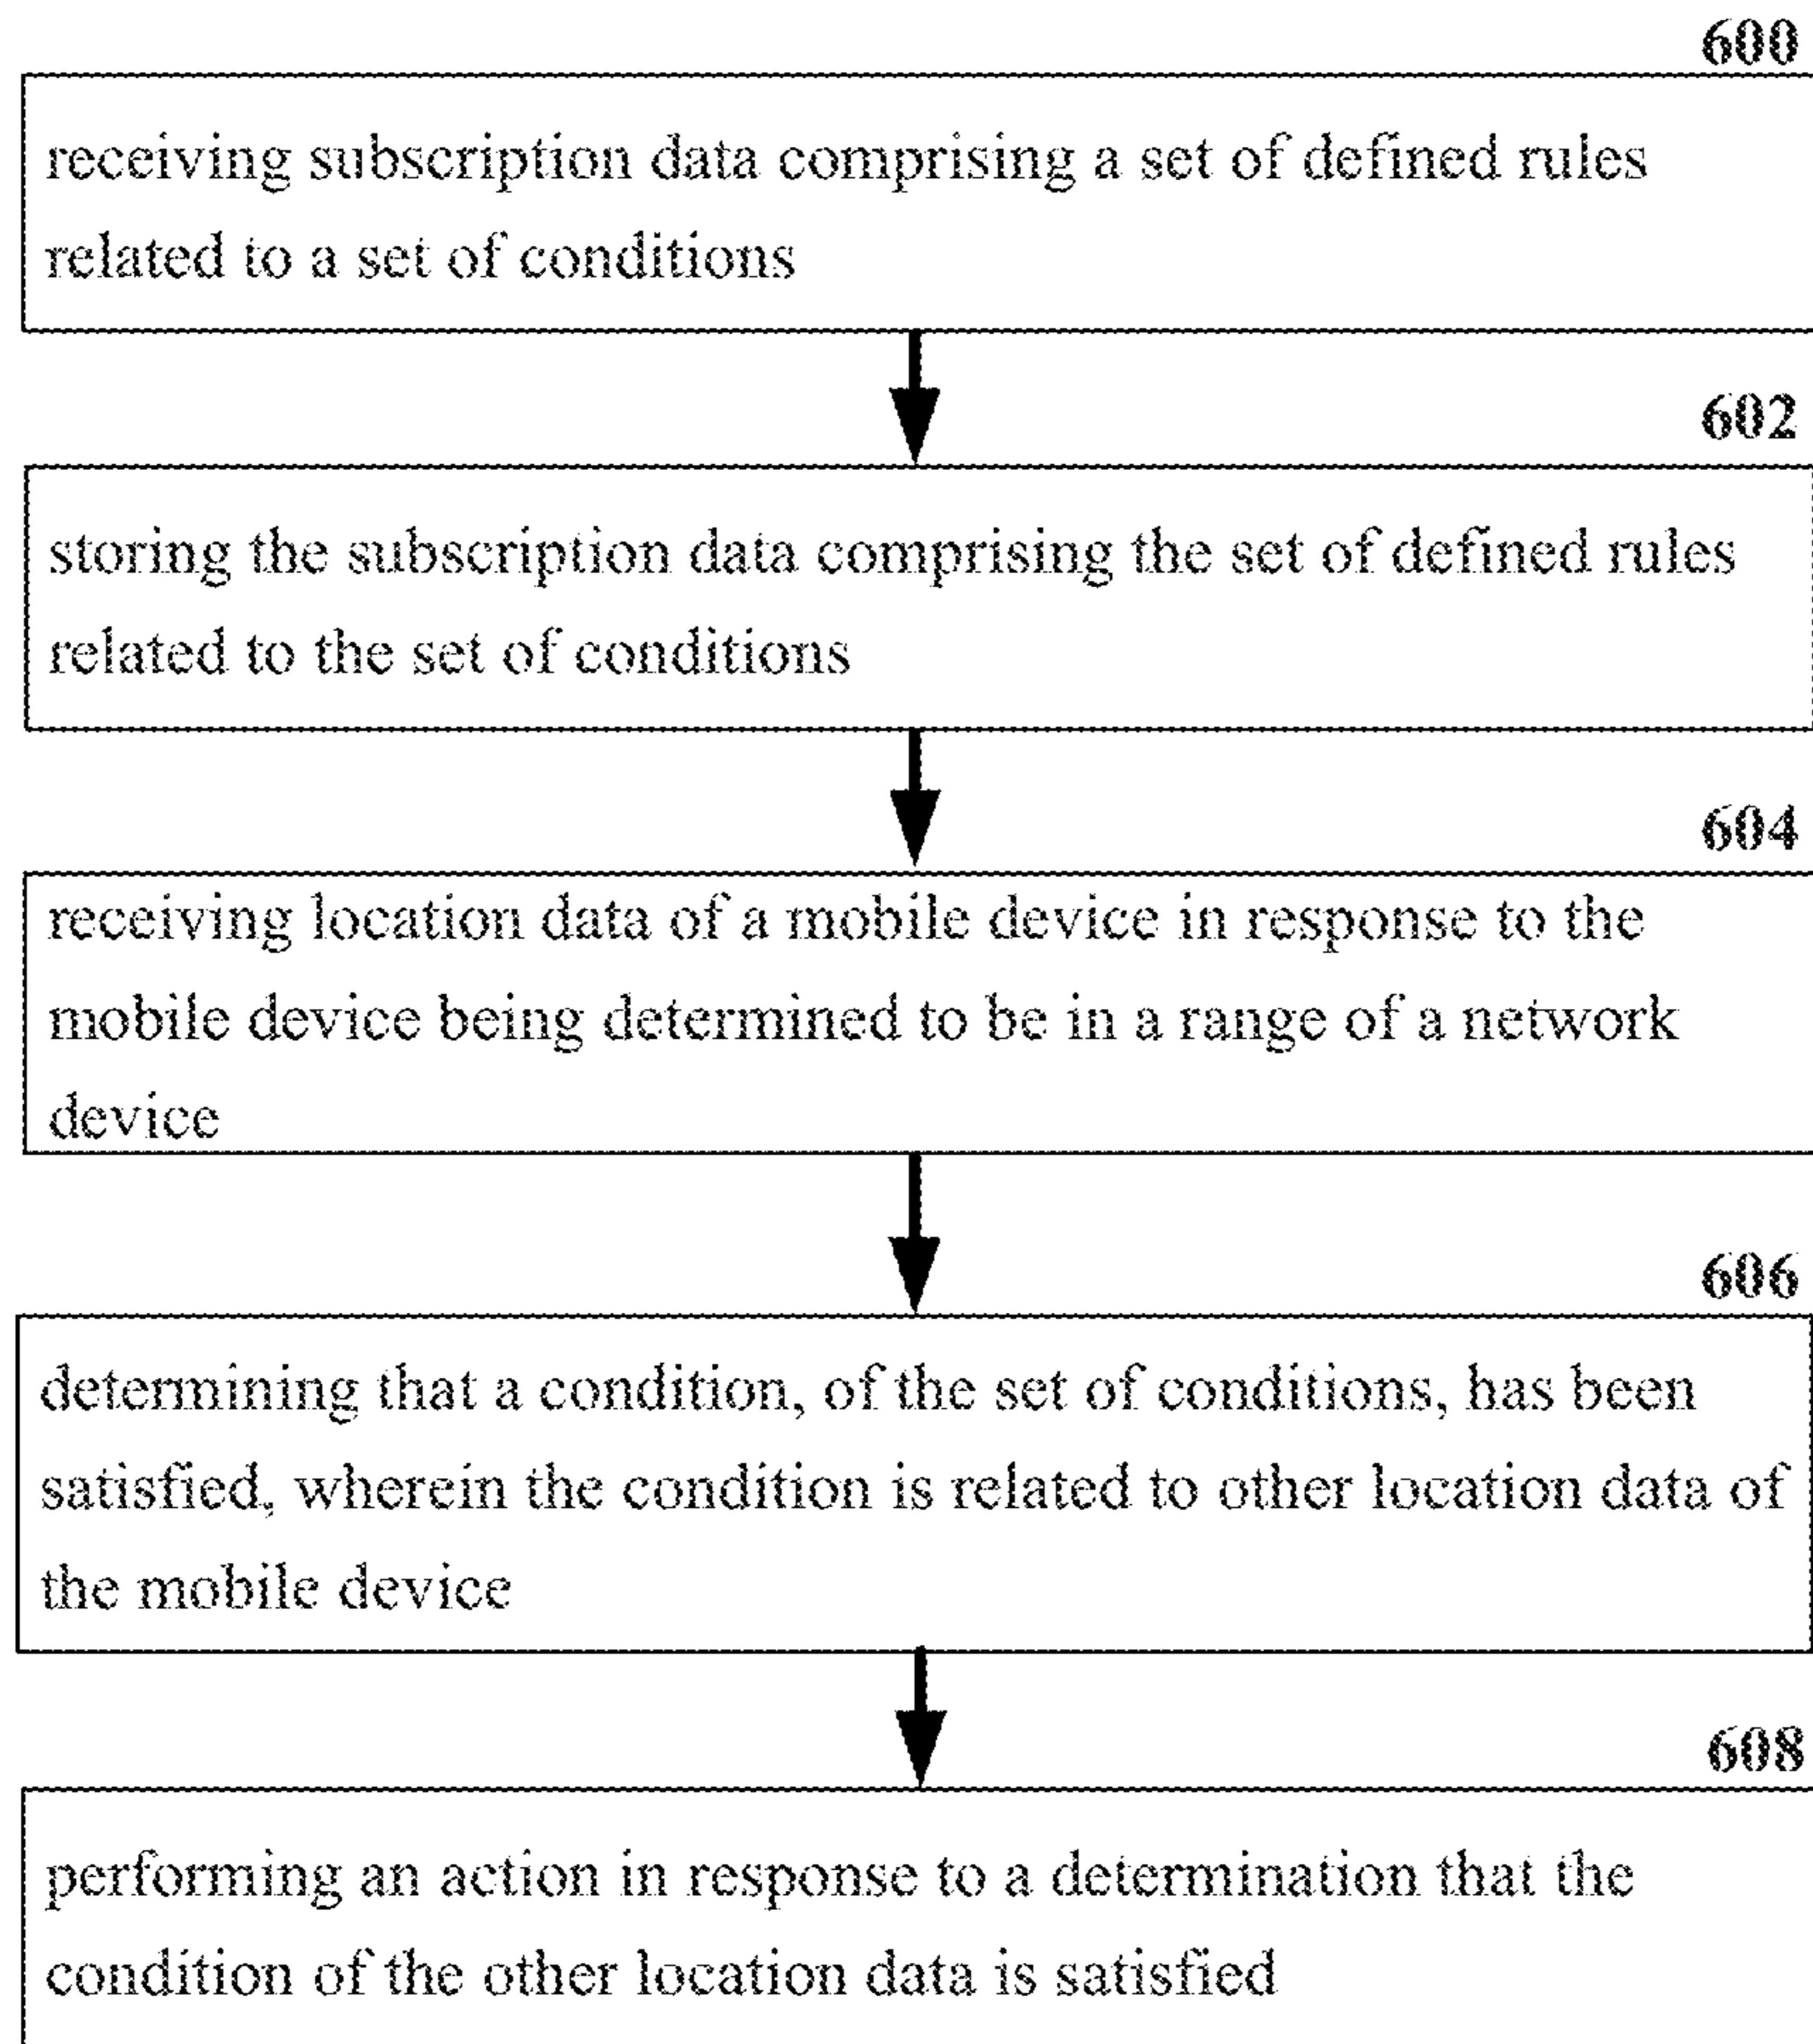 600
receiving subscription data comprising a set of defined rules
related to a set of conditions
602
storing the subscription data comprising the set of defined rules
related to the set of conditions
604
receiving location data of a mobile device in response to the
mobile device being determined to be in a range of a network
device
606
determining that a condition, of the set of conditions, has been
satisfied, wherein the condition is related to other location data of
the mobile device
608
performing an action in response to a determination that the
condition of the other location data is satisfied